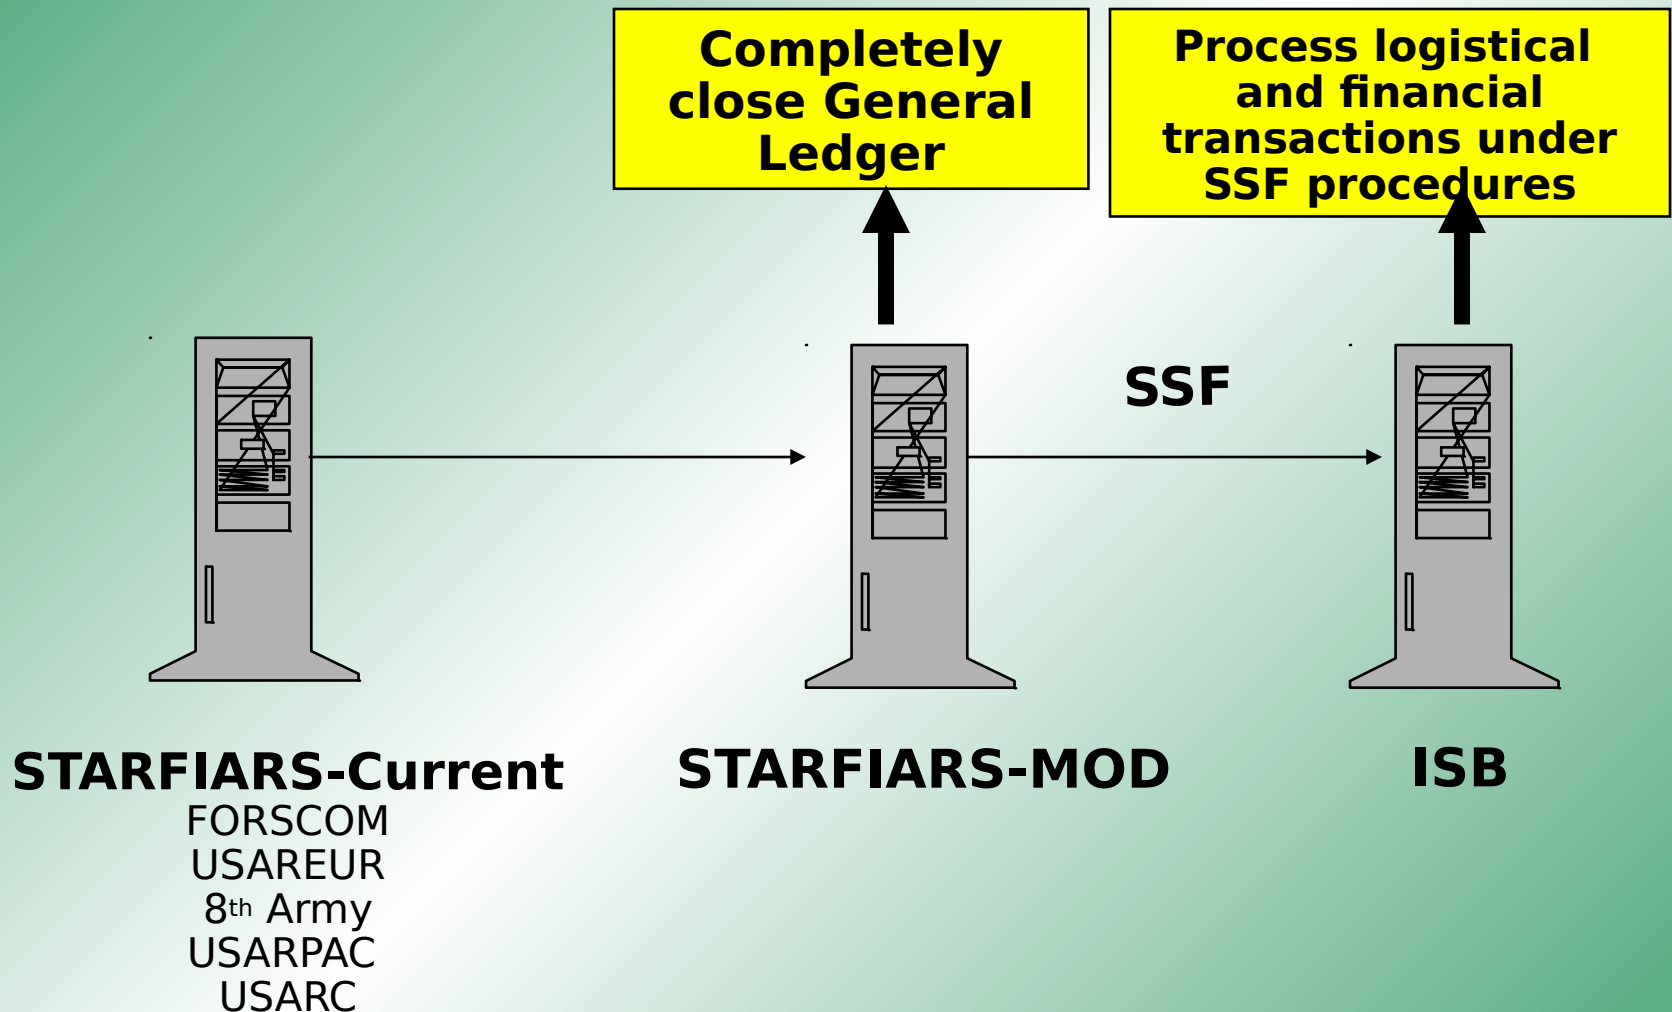 Completely
close General
Ledger
Process logistical
and financial
transactions under
SSF procedures
SSF
STARFIARS-Current
FORSCOM
USAREUR
8th Army
USARPAC
USARC
STARFIARS-MOD
ISB